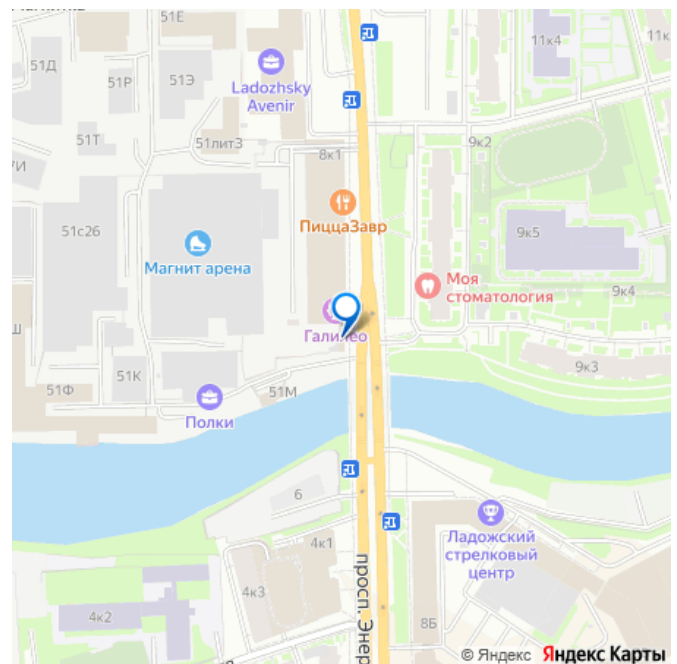 51Е
11к4
11к
51Д
51Р
51Э
Ladozhsky
Avenir
51Т
51литЗ
8к1
9к2
7И
ПиццаЗавр
51с26
Магнит арена
9к5
Моя
стоматология
9к4
Ш
Галилео
9к3
51К
51Ф
51М
Полки
6
Ладожский
стрелковый
центр
4к1
просп. Энер
4к3
4к2
8Б
© Яндекс Яндекс Карты